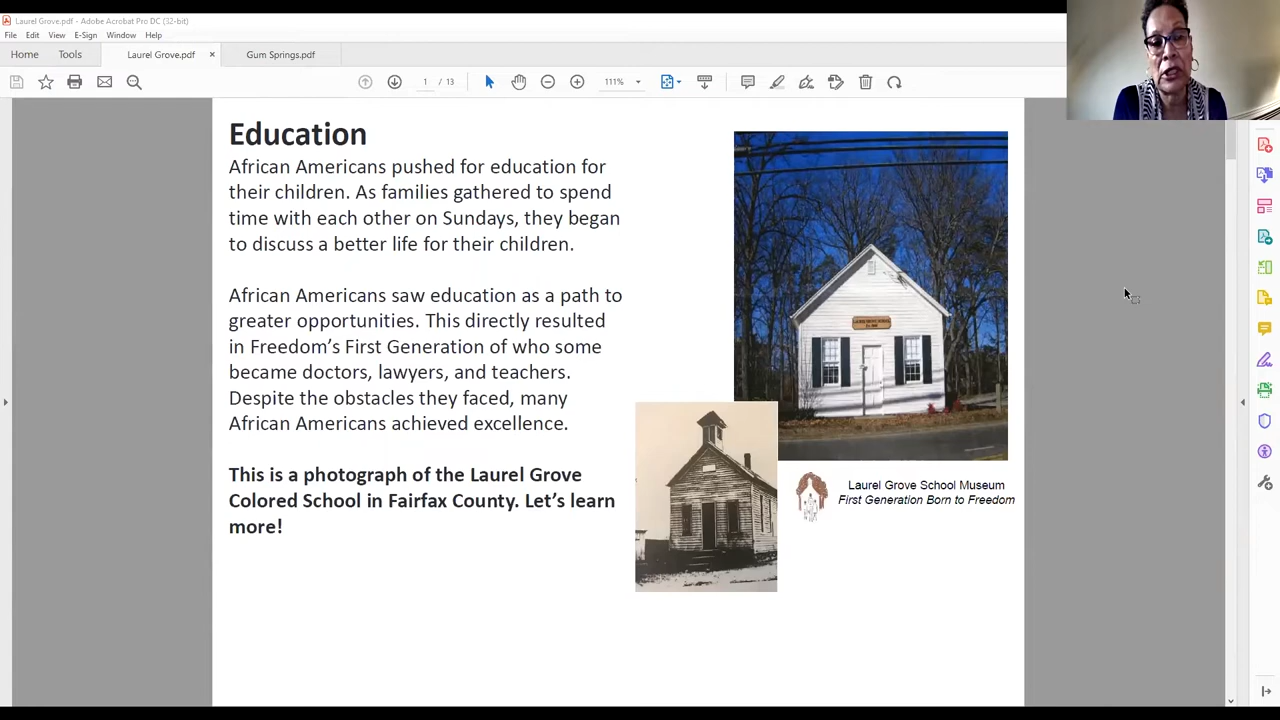 Laurel Grove.pdf - Adobe Acrobat Pro DC (32-bit)
File Edit View E-Sign Window Help
Home Tools Laurel Grove.pdf × Gum Springs.pdf
1 / 13 111%
Education
African Americans pushed for education for
their children. As families gathered to spend
time with each other on Sundays, they began
to discuss a better life for their children.
African Americans saw education as a path to
greater opportunities. This directly resulted
in Freedom's First Generation of who some
became doctors, lawyers, and teachers.
Despite the obstacles they faced, many
African Americans achieved excellence.
This is a photograph of the Laurel Grove
Colored School in Fairfax County. Let's learn
more!
LAUREL GROVE SCHOOL
Laurel Grove School Museum
First Generation Born to Freedom